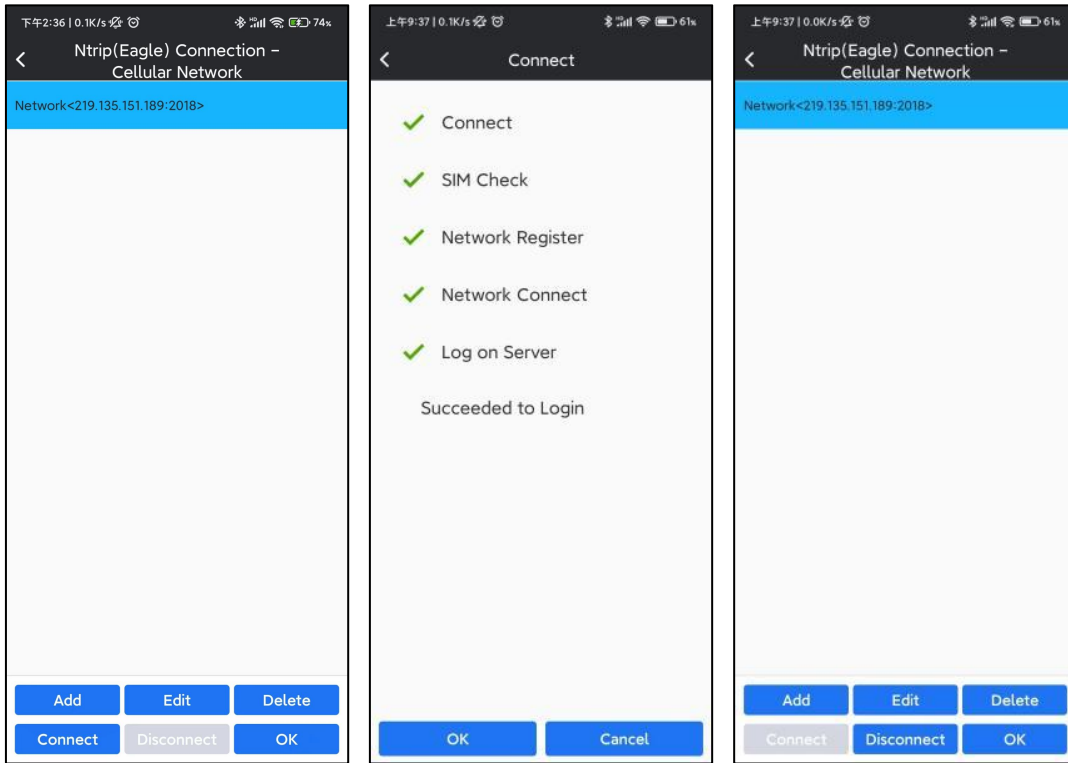 下午2:36 | 0.1K/s
74%
Ntrip(Eagle) Connection –
Cellular Network
Network<219.135.151.189:2018>
Add
Edit
Delete
Connect
Disconnect
OK
上午9:37 | 0.1K/s
61%
Connect
Connect
SIM Check
Network Register
Network Connect
Log on Server
Succeeded to Login
OK
Cancel
上午9:37 | 0.0K/s
61%
Ntrip(Eagle) Connection –
Cellular Network
Network<219.135.151.189:2018>
Add
Edit
Delete
Connect
Disconnect
OK